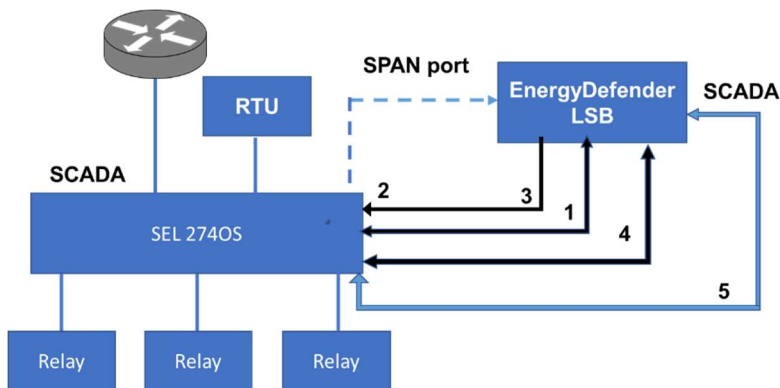 SPAN port
EnergyDefender
LSB
SCADA
RTU
SCADA
2
3
1
4
SEL 274OS
5
Relay
Relay
Relay